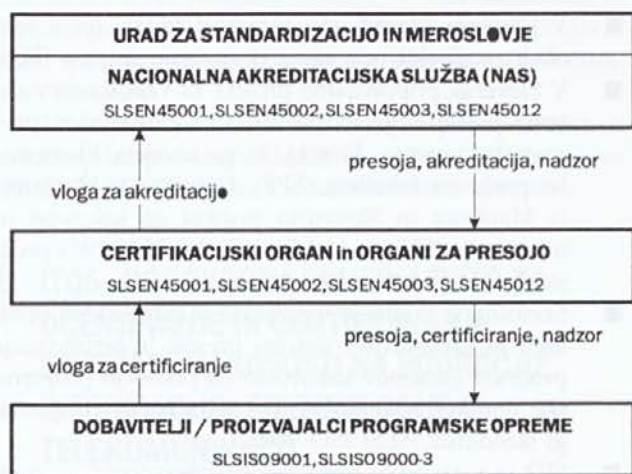 URAD ZA STANDARDIZACIJO IN MEROSLOVJE
NACIONALNA AKREDITACIJSKA SLUŽBA (NAS)
SLSEN45001, SLSEN45002, SLSEN45003, SLSEN45012
presoja, akreditacija, nadzor
vloga za akreditacijo
CERTIFIKACIJSKI ORGAN in ORGANI ZA PRESOJO
SLSEN45001, SLSEN45002, SLSEN45003, SLSEN45012
presoja, certificiranje, nadzor
vloga za certificiranje
DOBAVITELJI / PROIZVAJALCI PROGRAMSKE OPREME
SLSISO9001, SLSISO9000-3